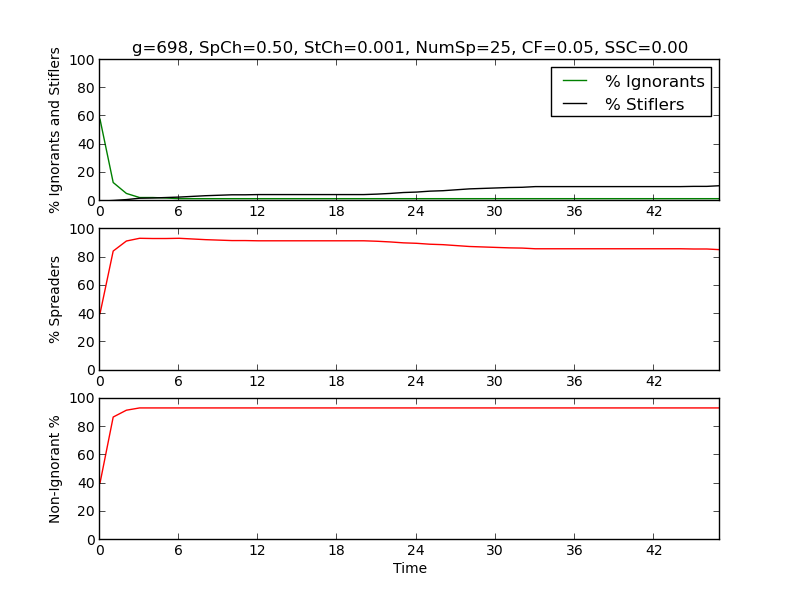 g=698, SpCh=0.50, StCh=0.001, NumSp=25, CF=0.05, SSC=0.00
% Ignorants and Stiflers
100
80
60
40
20
0
% Ignorants
% Stiflers
0 6 12 18 24 30 36 42
% Spreaders
100
80
60
40
20
0
0 6 12 18 24 30 36 42
Non-Ignorant %
100
80
60
40
20
0
0 6 12 18 24 30 36 42
Time